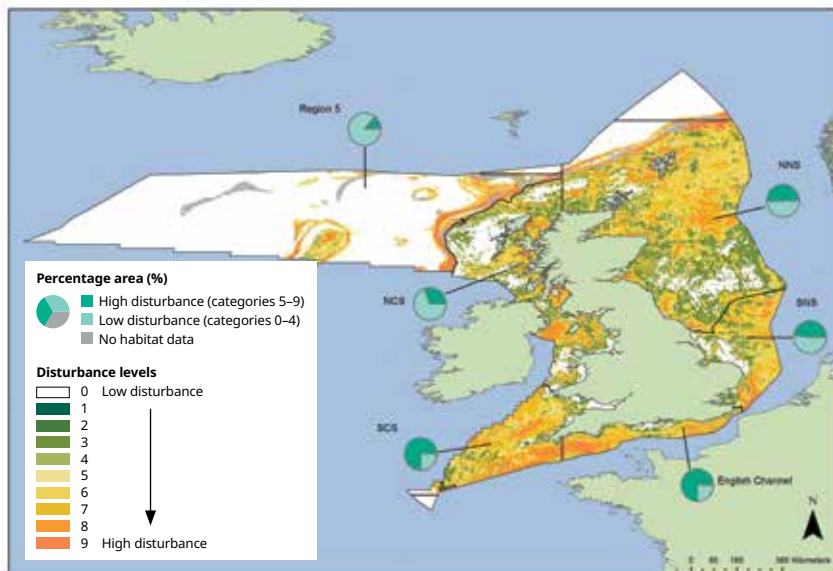 Region 5
NNS
NCS
SNS
SCS
English Channel
Percentage area (%)
High disturbance (categories 5–9)
Low disturbance (categories 0–4)
No habitat data
Disturbance levels
0 Low disturbance
1
2
3
4
5
6
7
8
9 High disturbance
N
Kilometers